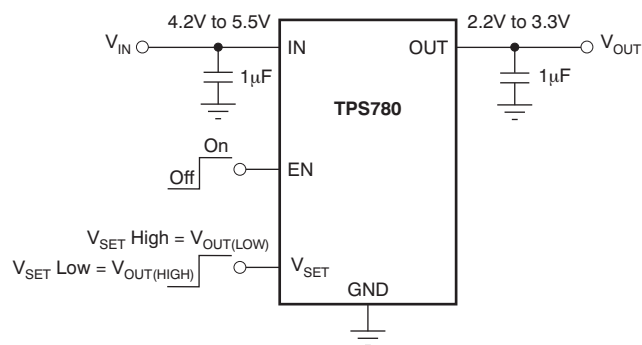 4.2V to 5.5V
2.2V to 3.3V
V_IN
IN
OUT
V_OUT
1μF
1μF
TPS780
On
Off
EN
V_SET High = V_OUT(LOW)
V_SET Low = V_OUT(HIGH)
V_SET
GND